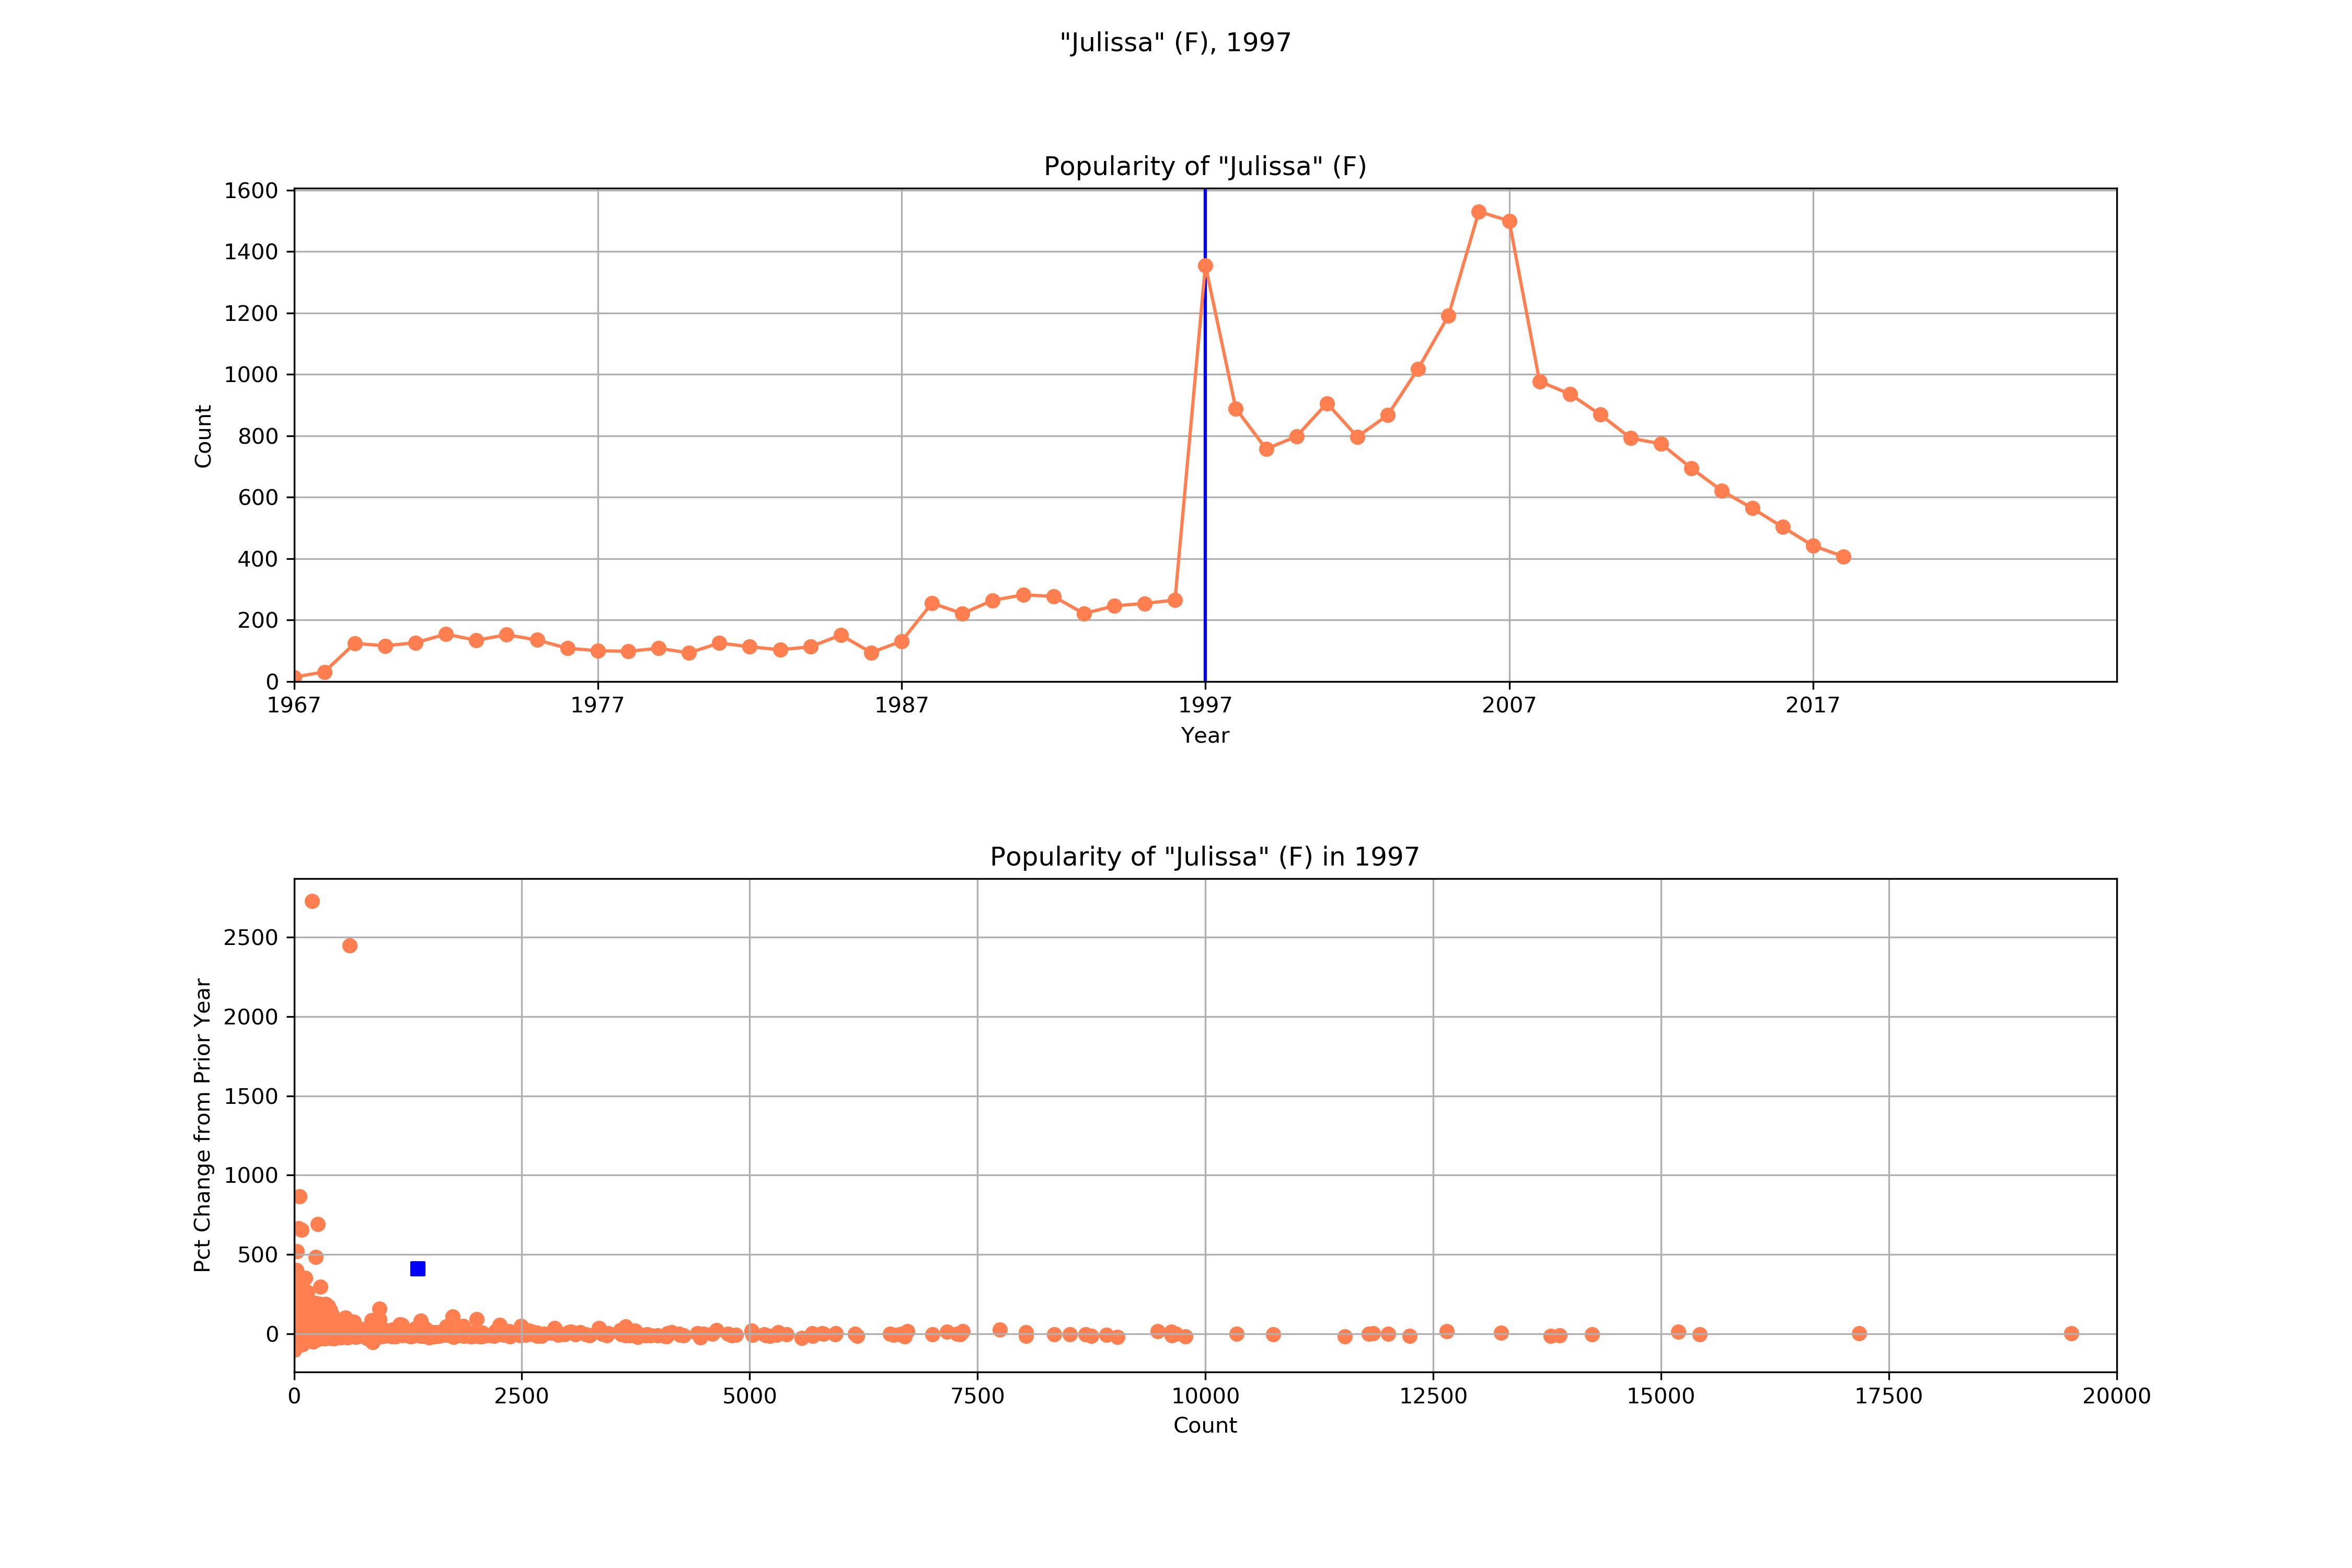 "Julissa" (F), 1997
Popularity of "Julissa" (F)
1600
1400
1200
1000
800
600
400
200
0
Count
1967 1977 1987 1997 2007 2017
Year
Popularity of "Julissa" (F) in 1997
2500
2000
1500
1000
500
0
Pct Change from Prior Year
0 2500 5000 7500 10000 12500 15000 17500 20000
Count